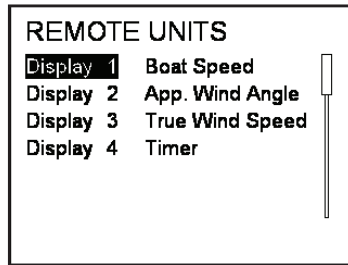 REMOTE UNITS
Display 1 Boat Speed
Display 2 App. Wind Angle
Display 3 True Wind Speed
Display 4 Timer